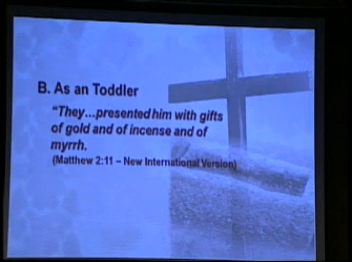 B. As an Toddler
"They...presented him with gifts
of gold and of incense and of
myrrh.
(Matthew 2:11 – New International Version)